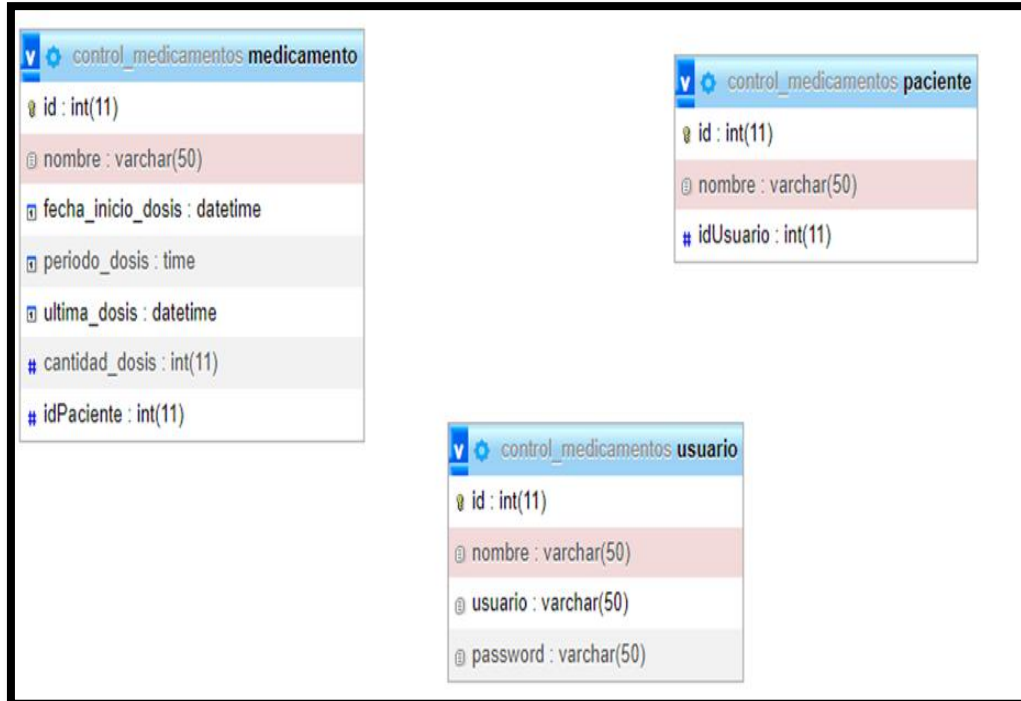 control_medicamentos medicamento
id : int(11)
nombre : varchar(50)
fecha_inicio_dosis : datetime
periodo_dosis : time
ultima_dosis : datetime
cantidad_dosis : int(11)
idPaciente : int(11)
control_medicamentos paciente
id : int(11)
nombre : varchar(50)
idUsuario : int(11)
control_medicamentos usuario
id : int(11)
nombre : varchar(50)
usuario : varchar(50)
password : varchar(50)